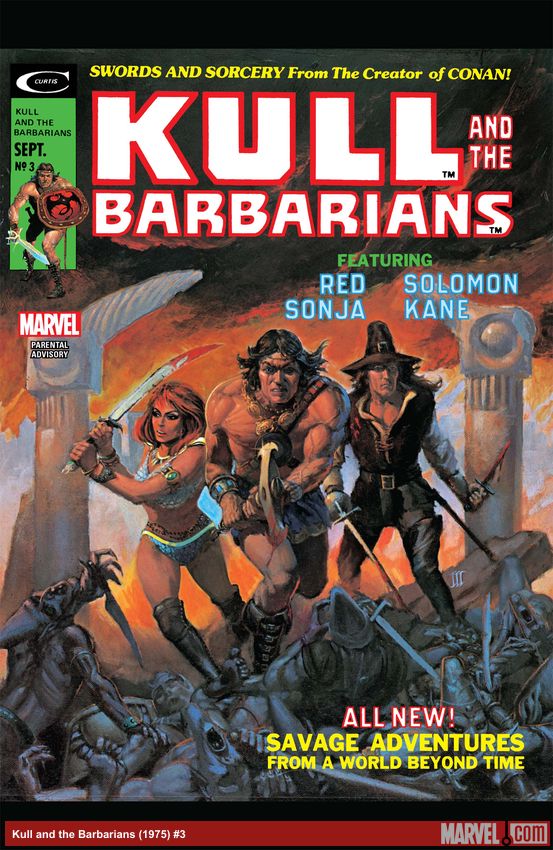 CURTIS
SWORDS AND SORCERY From The Creator of CONAN!
KULL
AND
THE
BARBARIANS
TM
TM
KULL
AND THE
BARBARIANS
SEPT.
Nº 3
FEATURING
RED
SONJA
SOLOMON
KANE
MARVEL
PARENTAL
ADVISORY
ALL NEW!
SAVAGE ADVENTURES
FROM A WORLD BEYOND TIME
Kull and the Barbarians (1975) #3
MARVEL.com